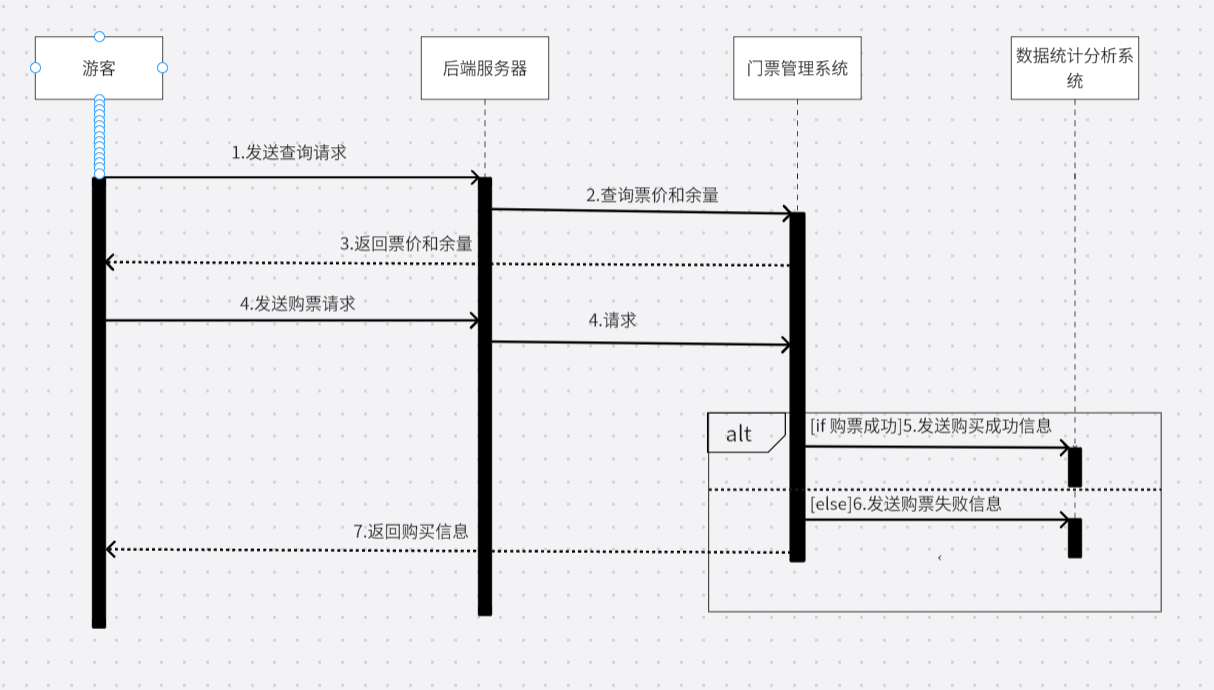 游客
后端服务器
门票管理系统
数据统计分析系
统
1.发送查询请求
2.查询票价和余量
3.返回票价和余量
4.发送购票请求
4.请求
alt
[if 购票成功]5.发送购买成功信息
[else]6.发送购票失败信息
7.返回购买信息